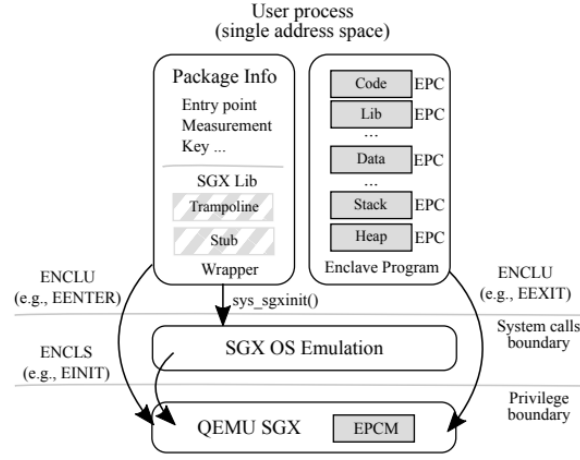 User process
(single address space)
Package Info
Entry point
Measurement
Key ...
SGX Lib
Trampoline
Stub
Wrapper
Code EPC
Lib EPC
...
Data EPC
...
Stack EPC
Heap EPC
Enclave Program
ENCLU
(e.g., EENTER)
sys_sgxinit()
ENCLU
(e.g., EEXIT)
System calls
boundary
SGX OS Emulation
ENCLS
(e.g., EINIT)
Privilege
boundary
QEMU SGX
EPCM